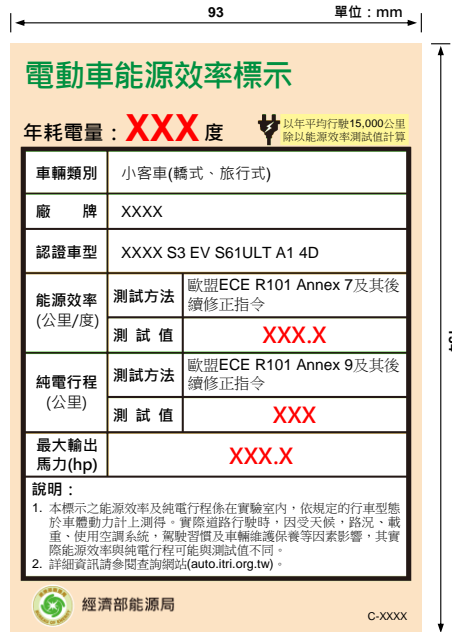 93
單位：mm
電動車能源效率標示
年耗電量：XXX 度
以年平均行駛15,000公里
除以能源效率測試值計算
車輛類別 小客車(轎式、旅行式)
廠 牌 XXXX
認證車型 XXXX S3 EV S61ULT A1 4D
能源效率
(公里/度)
測試方法 歐盟ECE R101 Annex 7及其後
續修正指令
測 試 值 XXX.X
純電行程
(公里)
測試方法 歐盟ECE R101 Annex 9及其後
續修正指令
測 試 值 XXX
最大輸出
馬力(hp)
XXX.X
說明：
1. 本標示之能源效率及純電行程係在實驗室內，依規定的行車型態
於車體動力計上測得。實際道路行駛時，因受天候、路況、載
重、使用空調系統，駕駛習慣及車輛維護保養等因素影響，其實
際能源效率與純電行程可能與測試值不同。
2. 詳細資訊請參閱查詢網站(auto.itri.org.tw)。
經濟部能源局
C-XXXX